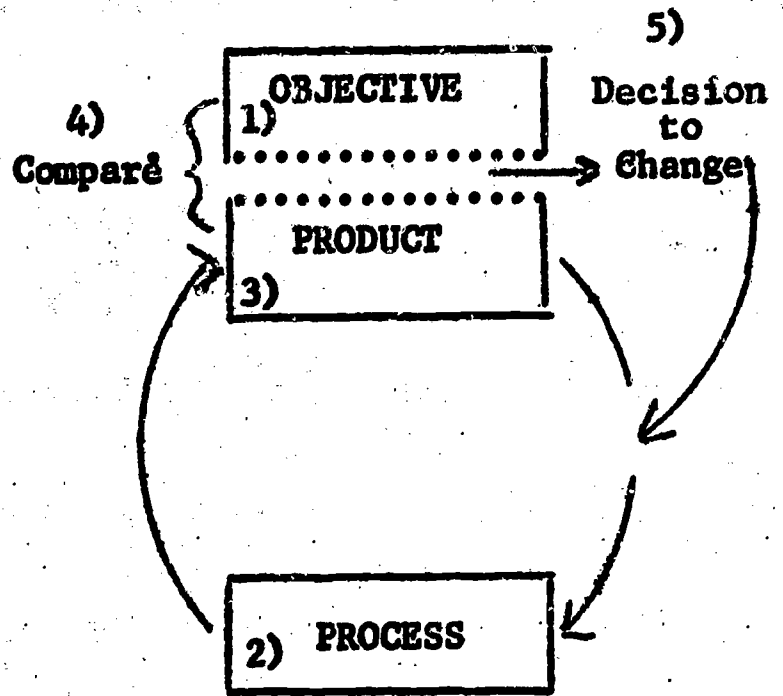 5)
OBJECTIVE
1)
Decision
to
Change
4)
Compare
PRODUCT
3)
2) PROCESS